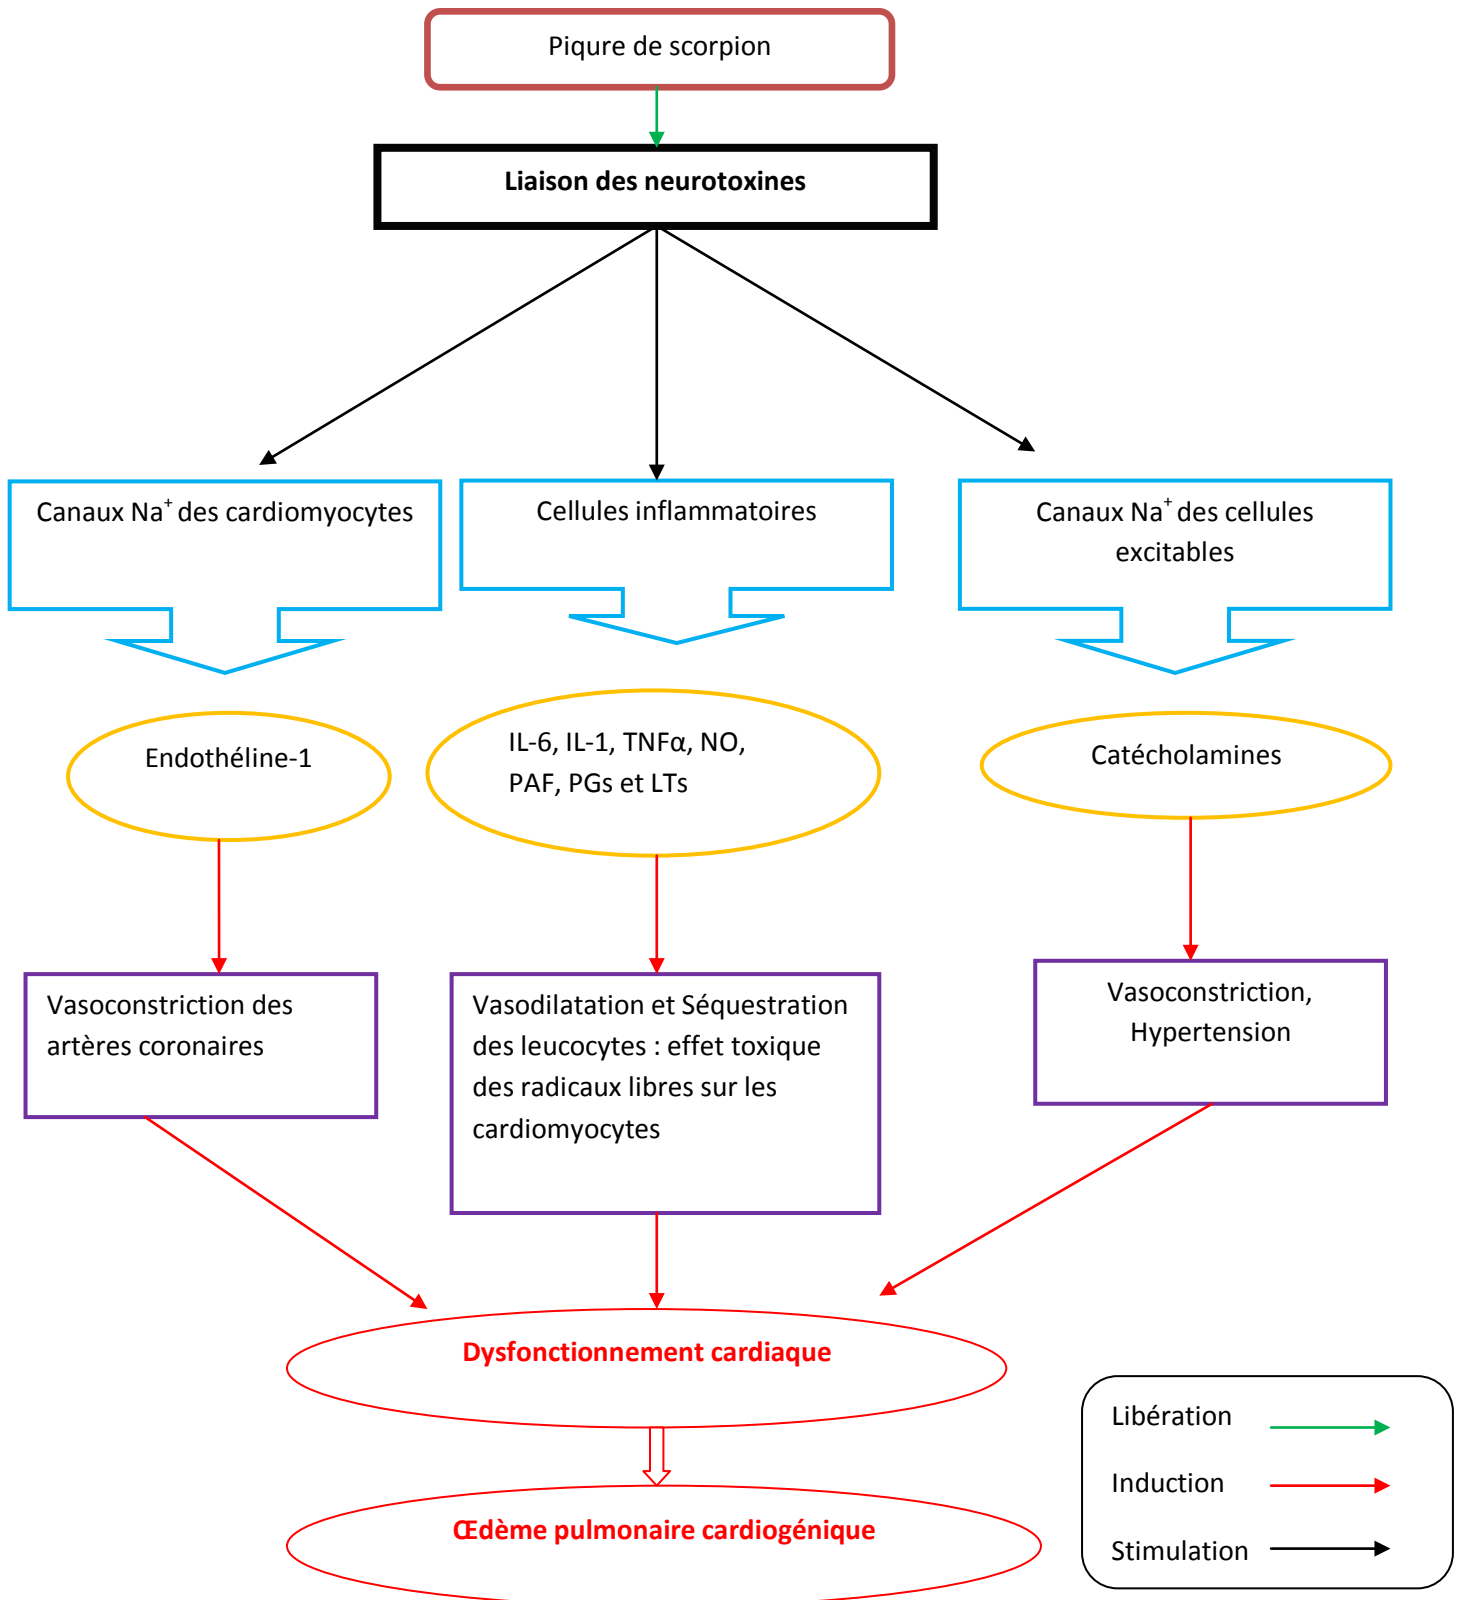 Piqure de scorpion
Liaison des neurotoxines
Canaux Na⁺ des cardiomyocytes
Cellules inflammatoires
Canaux Na⁺ des cellules
excitables
Endothéline-1
IL-6, IL-1, TNFα, NO,
PAF, PGs et LTs
Catécholamines
Vasoconstriction des
artères coronaires
Vasodilatation et Séquestration
des leucocytes : effet toxique
des radicaux libres sur les
cardiomyocytes
Vasoconstriction,
Hypertension
Dysfonctionnement cardiaque
Œdème pulmonaire cardiogénique
Libération
Induction
Stimulation